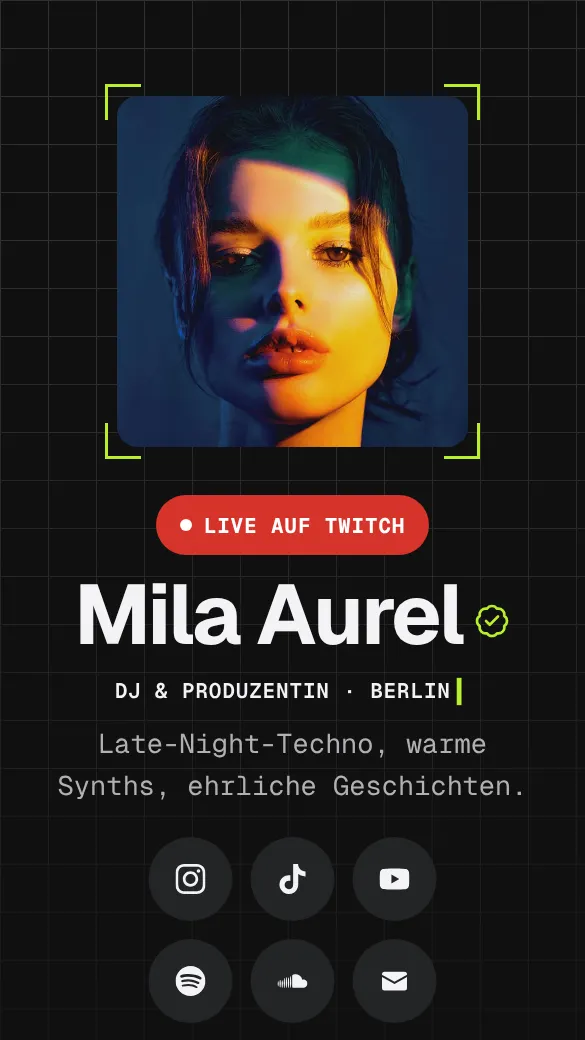 LIVE AUF TWITCH
Mila Aurel
DJ & PRODUZENTIN · BERLIN
Late-Night-Techno, warme
Synths, ehrliche Geschichten.